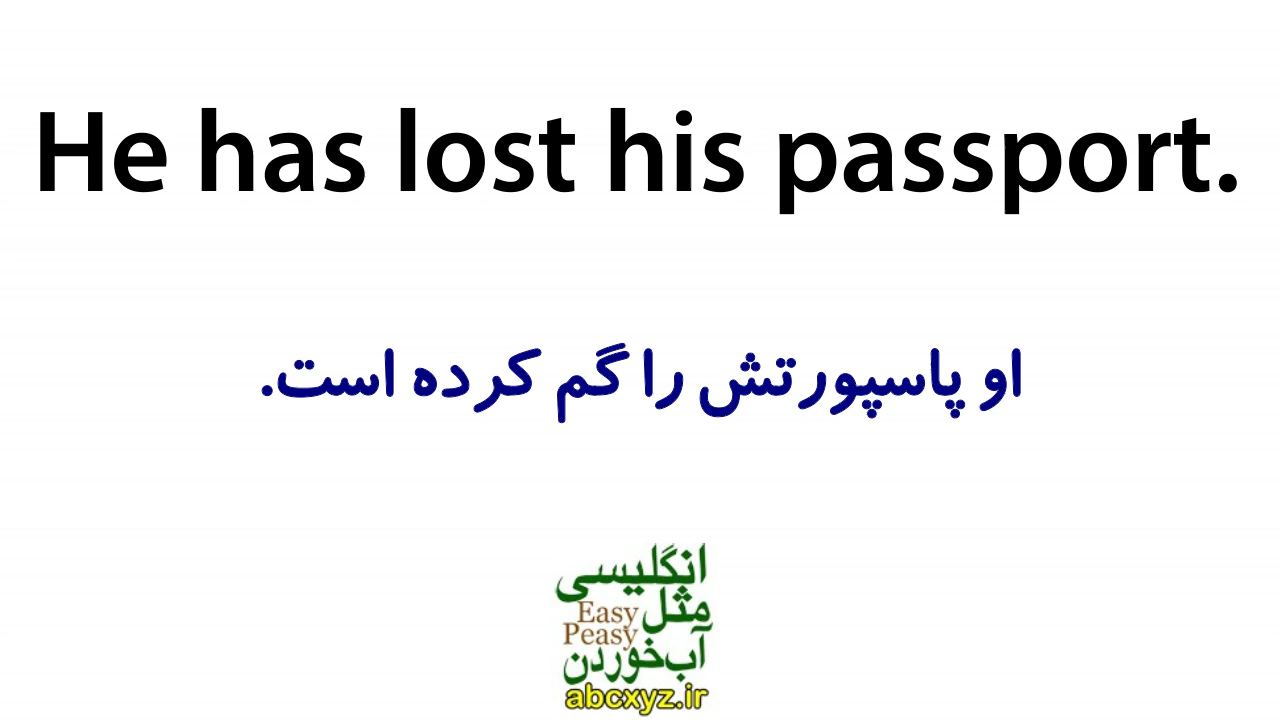 He has lost his passport.
او پاسپورتش را گم کرده است.
انگلیسی
مثل
Easy
Peasy
آب‌خوردن
abcxyz.ir